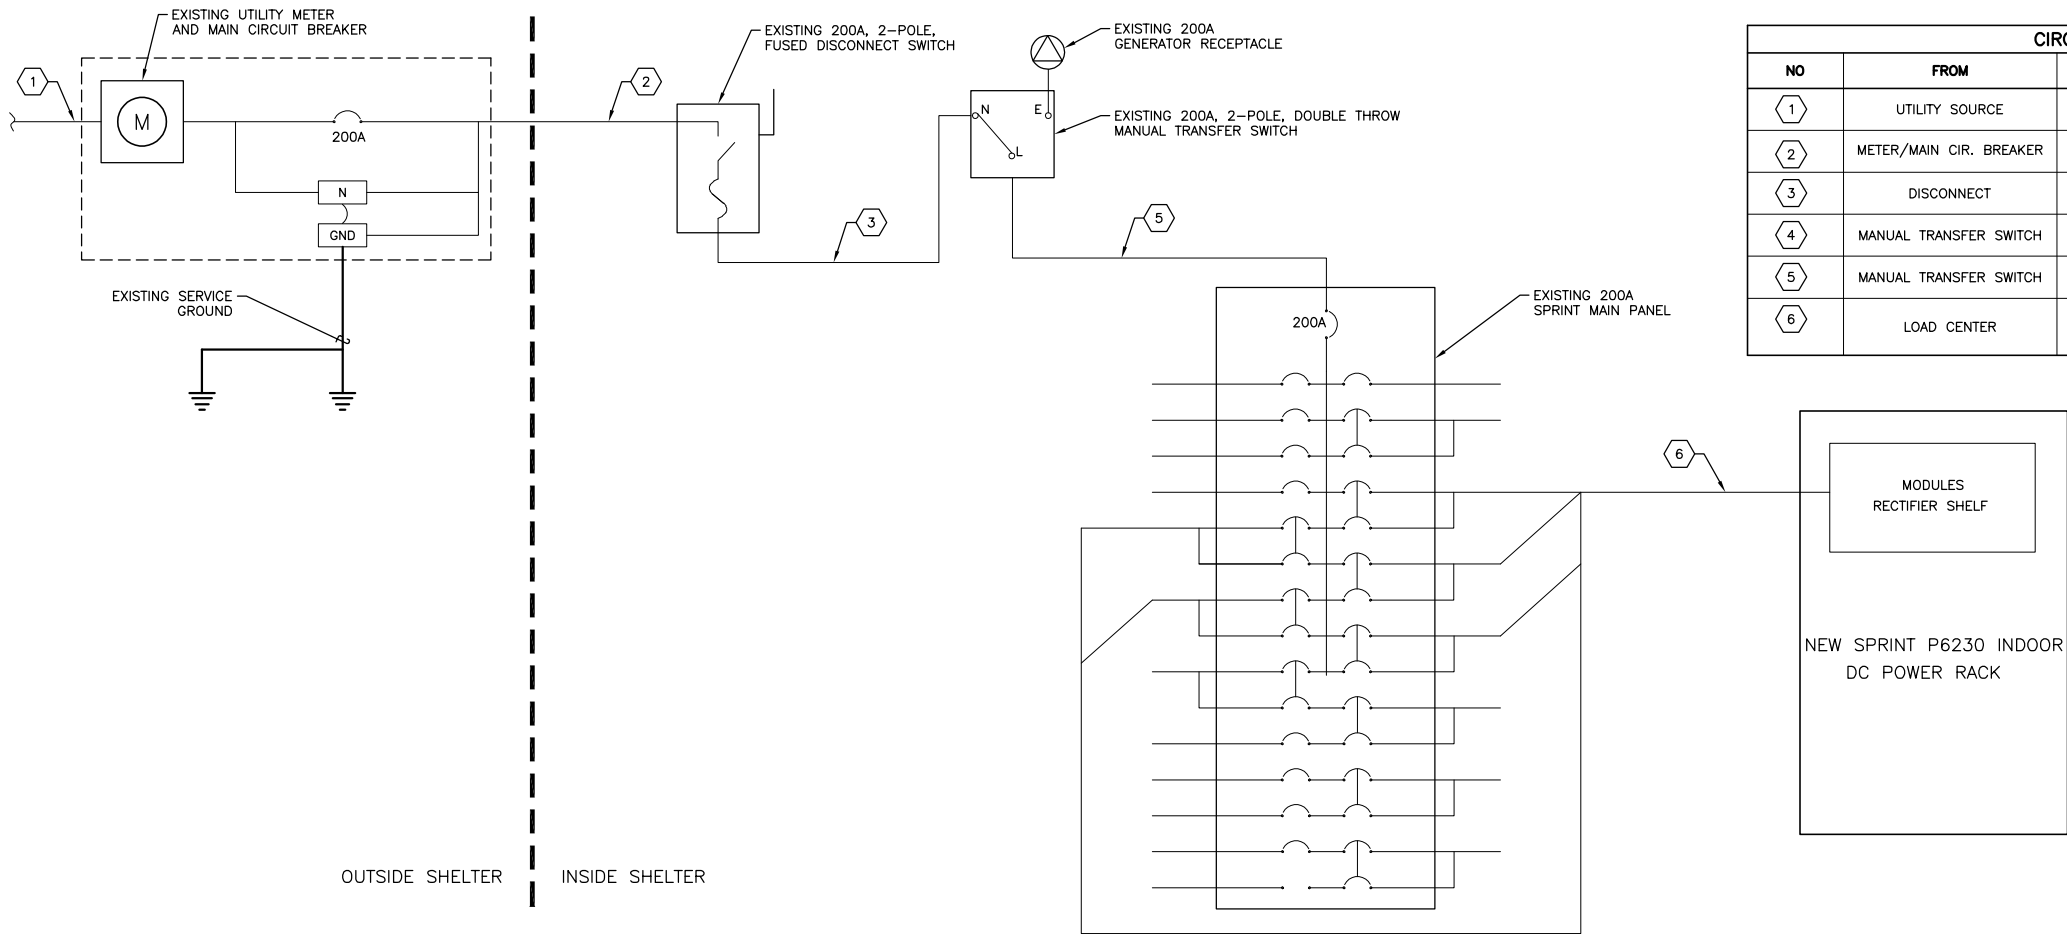 EXISTING UTILITY METER
AND MAIN CIRCUIT BREAKER
1
M
200A
N
GND
EXISTING SERVICE
GROUND
OUTSIDE SHELTER
INSIDE SHELTER
2
EXISTING 200A, 2-POLE,
FUSED DISCONNECT SWITCH
3
EXISTING 200A
GENERATOR RECEPTACLE
N
E
L
EXISTING 200A, 2-POLE, DOUBLE THROW
MANUAL TRANSFER SWITCH
5
200A
EXISTING 200A
SPRINT MAIN PANEL
6
MODULES
RECTIFIER SHELF
NEW SPRINT P6230 INDOOR
DC POWER RACK
NO FROM
1 UTILITY SOURCE
2 METER/MAIN CIR. BREAKER
3 DISCONNECT
4 MANUAL TRANSFER SWITCH
5 MANUAL TRANSFER SWITCH
6 LOAD CENTER